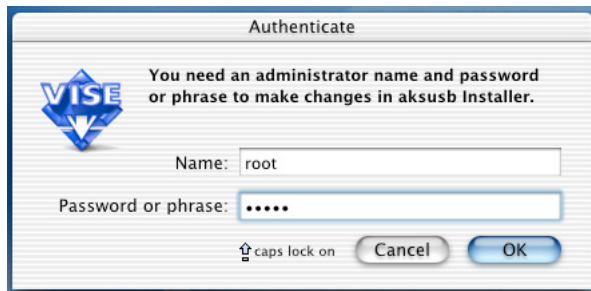 Authenticate
VISE
You need an administrator name and password
or phrase to make changes in aksusb Installer.
Name: root
Password or phrase: •••••
caps lock on Cancel OK